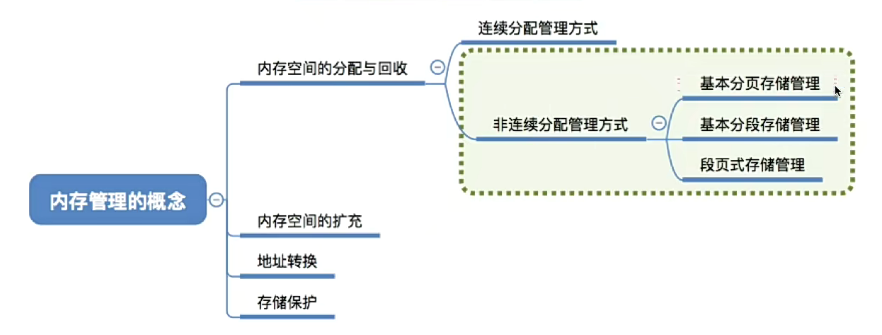 连续分配管理方式
内存空间的分配与回收
基本分页存储管理
非连续分配管理方式
基本分段存储管理
段页式存储管理
内存管理的概念
内存空间的扩充
地址转换
存储保护